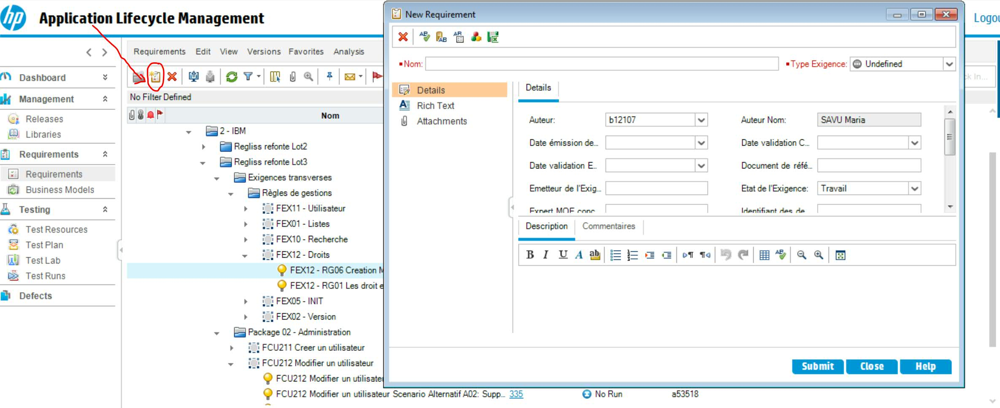 hp Application Lifecycle Management
Dashboard
Management
Releases
Libraries
Requirements
Requirements
Business Models
Testing
Test Resources
Test Plan
Test Lab
Test Runs
Defects
Requirements Edit View Versions Favorites Analysis
No Filter Defined
Nom
2 - IBM
Regliss refonte Lot2
Regliss refonte Lot3
Exigences transverses
Règles de gestions
FEX11 - Utilisateur
FEX01 - Listes
FEX10 - Recherche
FEX12 - Droits
FEX12 - RG06 Creation M
FEX12 - RG01 Les droit e
FEX05 - INIT
FEX02 - Version
Package 02 - Administration
FCU211 Creer un utilisateur
FCU212 Modifier un utilisateur
FCU212 Modifier un utilisateu
FCU212 Modifier un utilisateur Scenario Alternatif A02: Supp... 335 No Run a53518
New Requirement
Nom: Type Exigence: Undefined
Details
Rich Text
Attachments
Details
Auteur: b12107 Auteur Nom: SAVU Maria
Date émission de... Date validation C...
Date validation E... Document de réfé...
Emetteur de l'Exig... Etat de l'Exigence: Travail
Expert MOE conc Identifiant des de
Description Commentaires
B I U A ab
Submit Close Help
Logou
ck In...